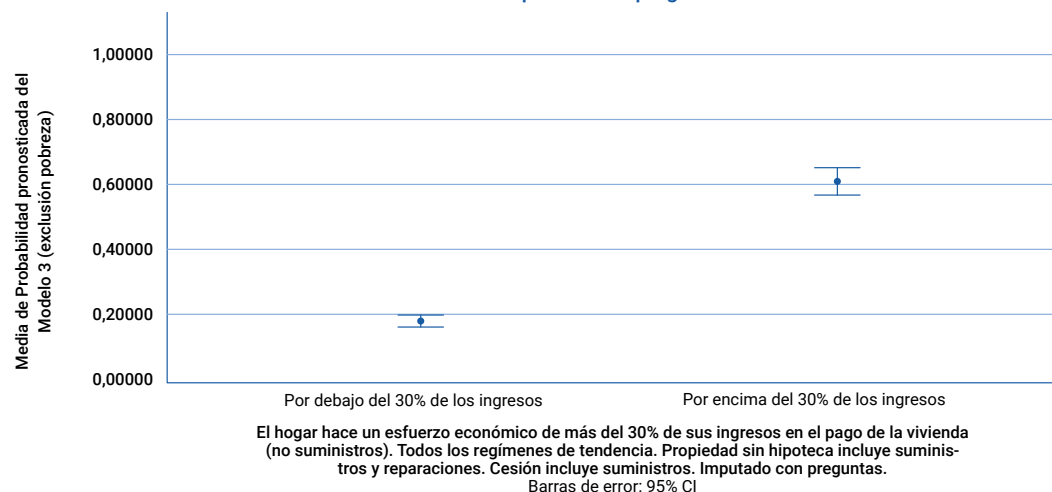 1,00000
0,80000
0,60000
0,40000
0,20000
0,00000
Media de Probabilidad pronosticada del
Modelo 3 (exclusión pobreza)
Por debajo del 30% de los ingresos
Por encima del 30% de los ingresos
El hogar hace un esfuerzo económico de más del 30% de sus ingresos en el pago de la vivienda
(no suministros). Todos los regímenes de tendencia. Propiedad sin hipoteca incluye suminis-
tros y reparaciones. Cesión incluye suministros. Imputado con preguntas.
Barras de error: 95% CI